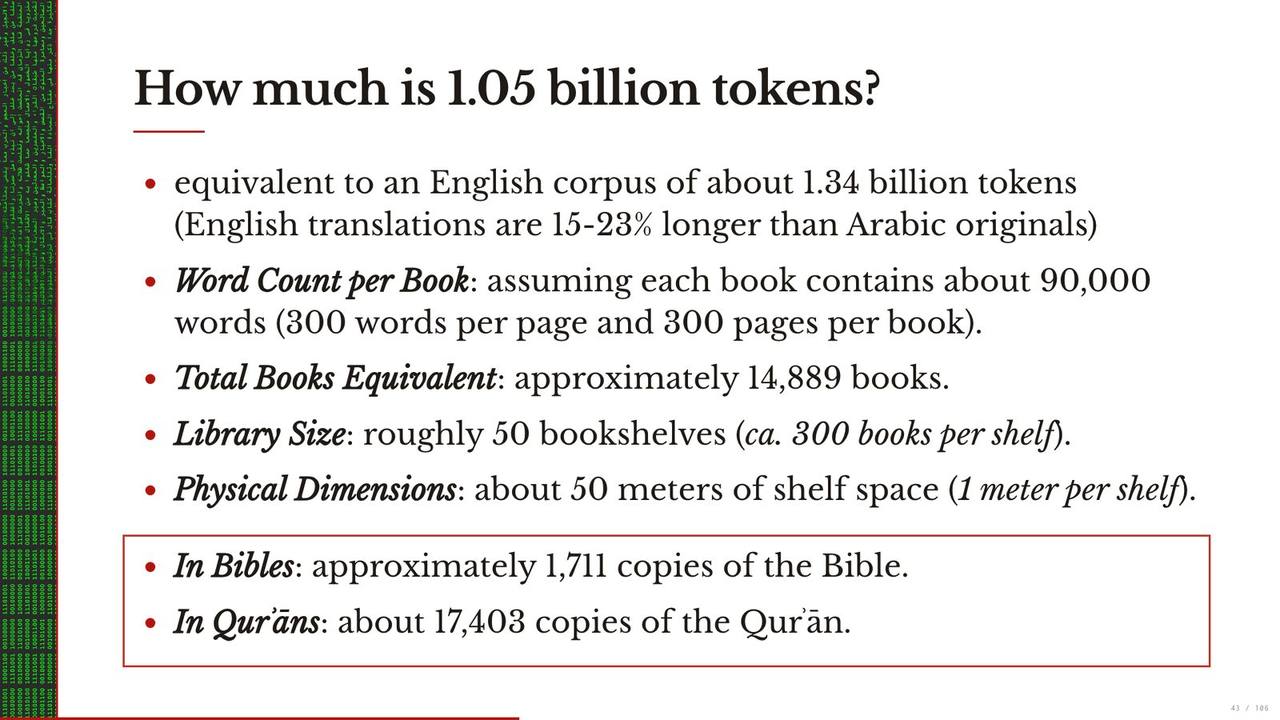 How much is 1.05 billion tokens?
• equivalent to an English corpus of about 1.34 billion tokens
(English translations are 15-23% longer than Arabic originals)
• Word Count per Book: assuming each book contains about 90,000
words (300 words per page and 300 pages per book).
• Total Books Equivalent: approximately 14,889 books.
• Library Size: roughly 50 bookshelves (ca. 300 books per shelf).
• Physical Dimensions: about 50 meters of shelf space (1 meter per shelf).
• In Bibles: approximately 1,711 copies of the Bible.
• In Qurʾāns: about 17,403 copies of the Qurʾān.
43 / 106